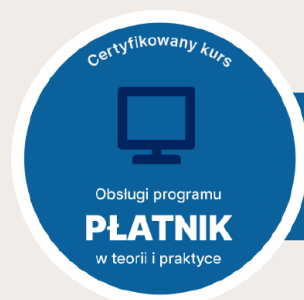 Certyfikowany kurs
Obsługi programu
PŁATNIK
w teorii i praktyce